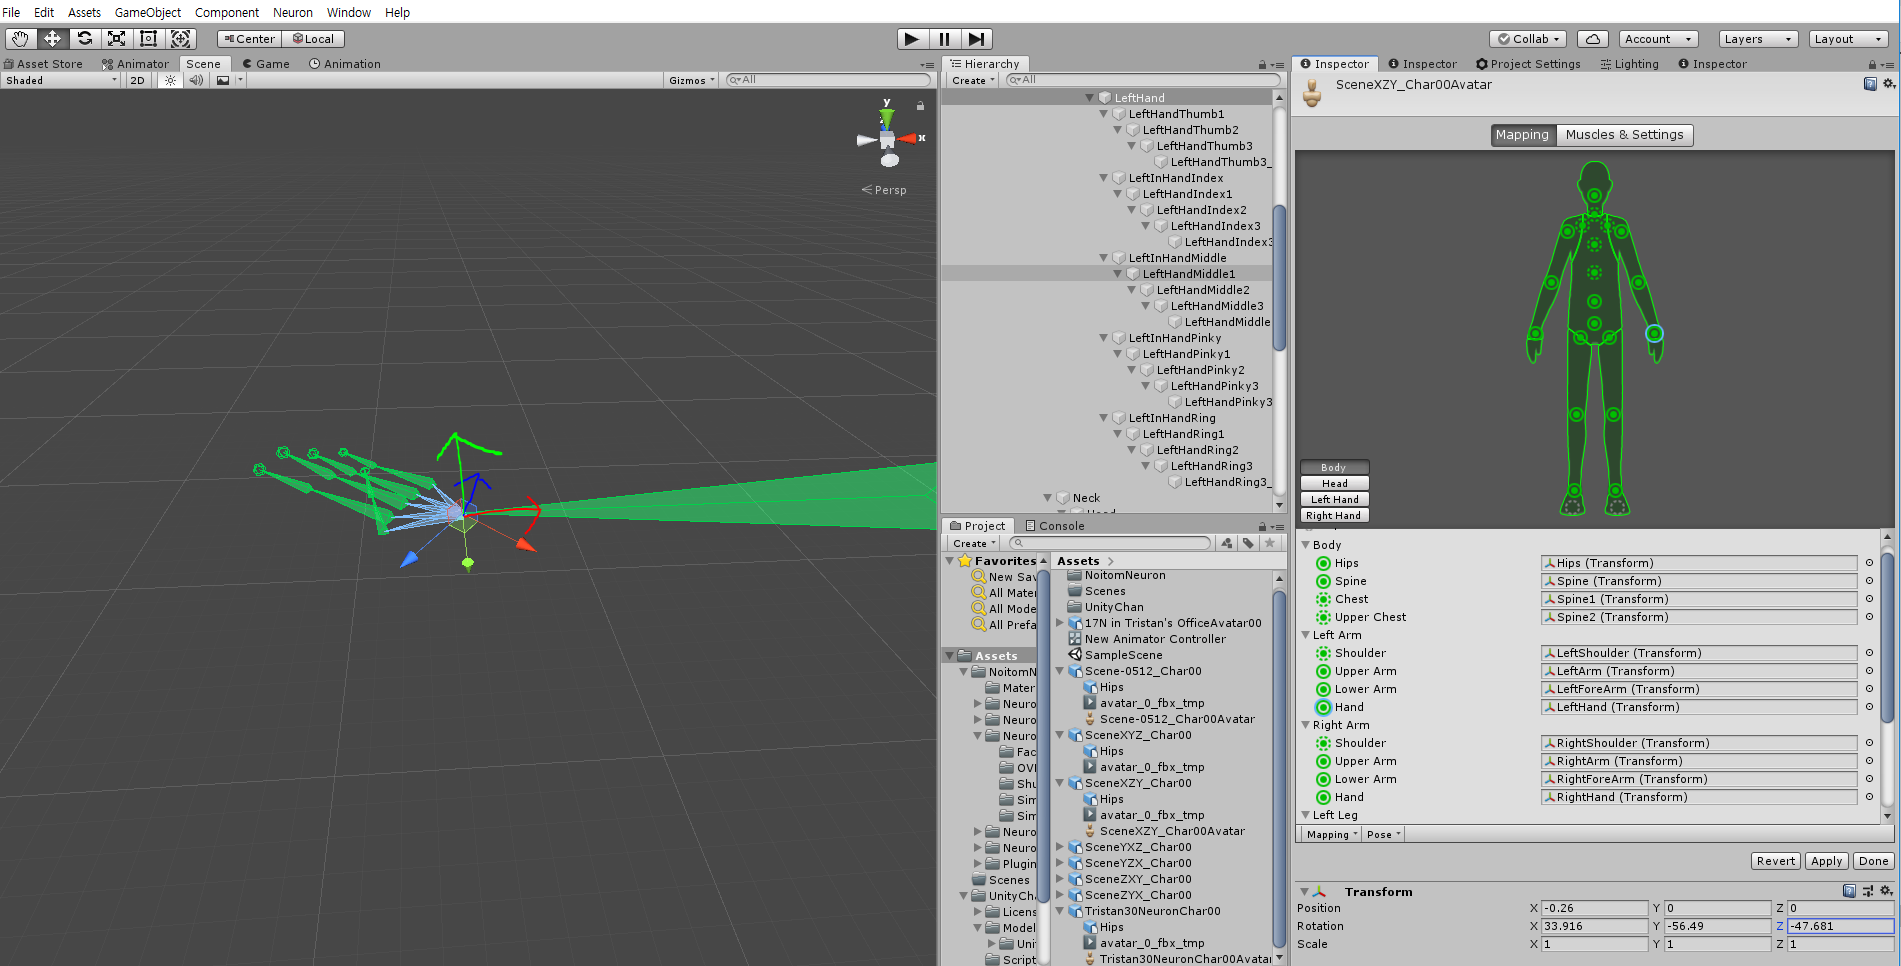 File Edit Assets GameObject Component Neuron Window Help
Center Local
Collab Account Layers Layout
Asset Store Animator Scene Game Animation
Shaded 2D Gizmos All
y
x
Persp
Hierarchy
Create All
LeftHand
LeftHandThumb1
LeftHandThumb2
LeftHandThumb3
LeftHandThumb3_
LeftInHandIndex
LeftHandIndex1
LeftHandIndex2
LeftHandIndex3
LeftHandIndex3
LeftInHandMiddle
LeftHandMiddle1
LeftHandMiddle2
LeftHandMiddle3
LeftHandMiddle
LeftInHandPinky
LeftHandPinky1
LeftHandPinky2
LeftHandPinky3
LeftHandPinky3
LeftInHandRing
LeftHandRing1
LeftHandRing2
LeftHandRing3
LeftHandRing3_
Neck
Project Console
Create
Favorites
New Sav
All Mater
All Mode
All Prefa
Assets
NoitomN
Mater
Neuro
Neuro
Neuro
Fac
OVI
Shu
Sim
Sim
Neuro
Neuro
Plugin
Scenes
UnityCh
Licens
Model
Uni
Script
Assets
NoitomNeuron
Scenes
UnityChan
17N in Tristan's OfficeAvatar00
New Animator Controller
SampleScene
Scene-0512_Char00
Hips
avatar_0_fbx_tmp
Scene-0512_Char00Avatar
SceneXYZ_Char00
Hips
avatar_0_fbx_tmp
SceneXZY_Char00
Hips
avatar_0_fbx_tmp
SceneXZY_Char00Avatar
SceneYXZ_Char00
SceneYZX_Char00
SceneZXY_Char00
SceneZYX_Char00
Tristan30NeuronChar00
Hips
avatar_0_fbx_tmp
Tristan30NeuronChar00Avatar
Inspector Inspector Project Settings Lighting Inspector
SceneXZY_Char00Avatar
Mapping Muscles & Settings
Body
Head
Left Hand
Right Hand
Body
Hips Hips (Transform)
Spine Spine (Transform)
Chest Spine1 (Transform)
Upper Chest Spine2 (Transform)
Left Arm
Shoulder LeftShoulder (Transform)
Upper Arm LeftArm (Transform)
Lower Arm LeftForeArm (Transform)
Hand LeftHand (Transform)
Right Arm
Shoulder RightShoulder (Transform)
Upper Arm RightArm (Transform)
Lower Arm RightForeArm (Transform)
Hand RightHand (Transform)
Left Leg
Mapping Pose
Revert Apply Done
Transform
Position X -0.26 Y 0 Z 0
Rotation X 33.916 Y -56.49 Z -47.681
Scale X 1 Y 1 Z 1